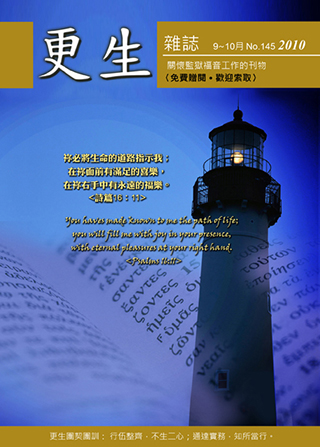 更生
雜誌
9~10月 No.145 2010
關懷監獄福音工作的刊物
〈免費贈閱・歡迎索取〉
祢必將生命的道路指示我；
在祢面前有滿足的喜樂，
在祢右手中有永遠的福樂。
<詩篇16：11>
You haves made known to me the path of life;
you will fill me with joy in your presence,
with eternal pleasures at your right hand.
<Psalms 16:11>
更生團契團訓： 行伍整齊，不生二心；適達實務，知所當行。